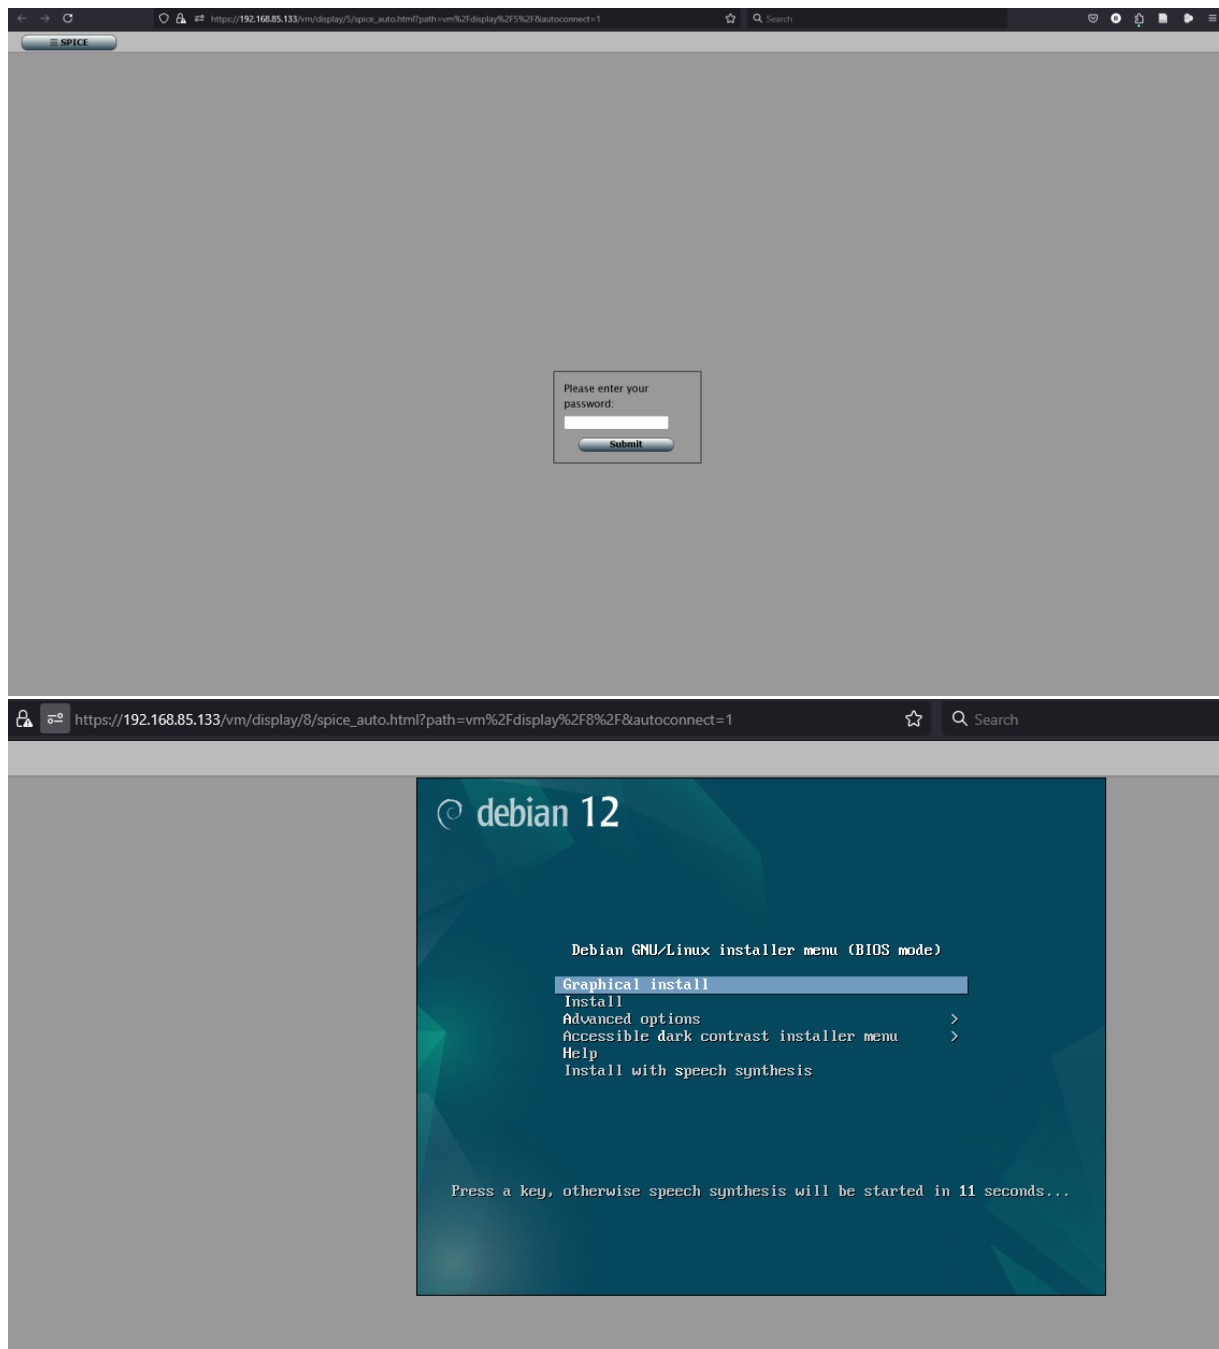 https://192.168.85.133/vm/display/5/spice_auto.html?path=vm%2Fdisplay%2F5%2F&autoconnect=1
Search
SPICE
Please enter your
password:
Submit
https://192.168.85.133/vm/display/8/spice_auto.html?path=vm%2Fdisplay%2F8%2F&autoconnect=1
Search
debian 12
Debian GNU/Linux installer menu (BIOS mode)
Graphical install
Install
Advanced options >
Accessible dark contrast installer menu >
Help
Install with speech synthesis
Press a key, otherwise speech synthesis will be started in 11 seconds...